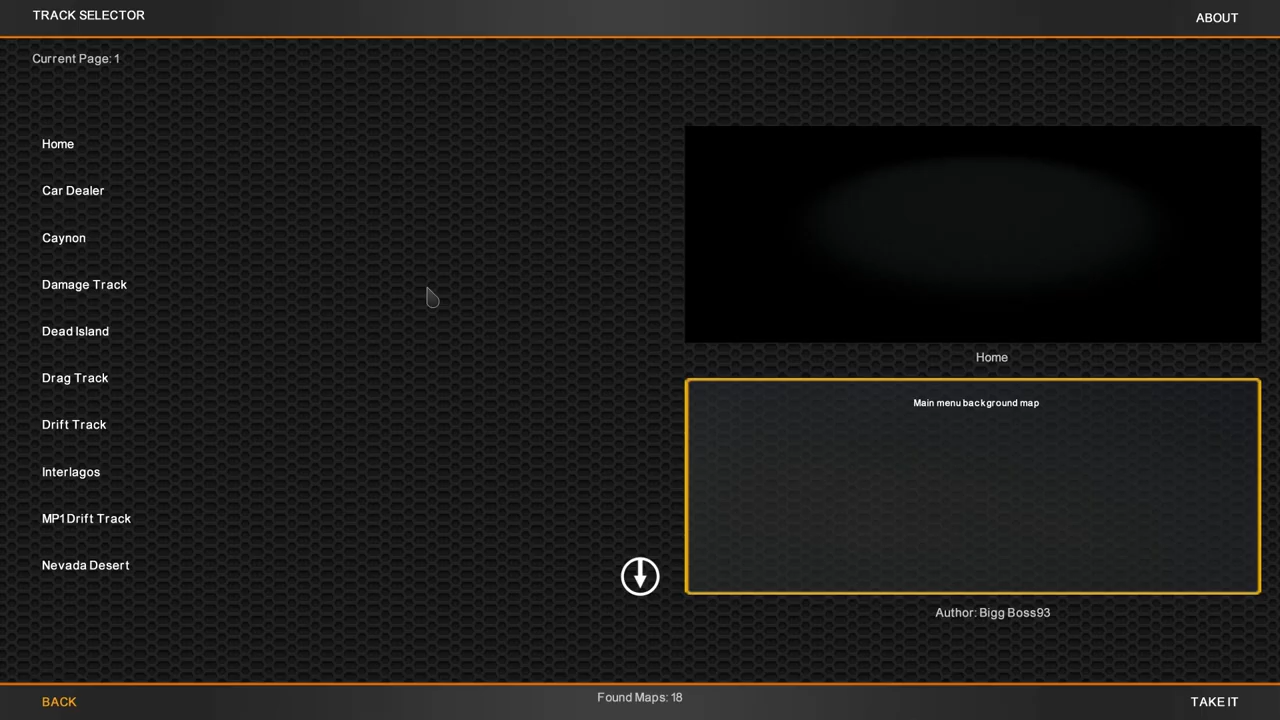 TRACK SELECTOR
ABOUT
Current Page: 1
Home
Car Dealer
Caynon
Damage Track
Dead Island
Drag Track
Drift Track
Interlagos
MP1 Drift Track
Nevada Desert
Home
Main menu background map
Author: Bigg Boss93
BACK
Found Maps: 18
TAKE IT